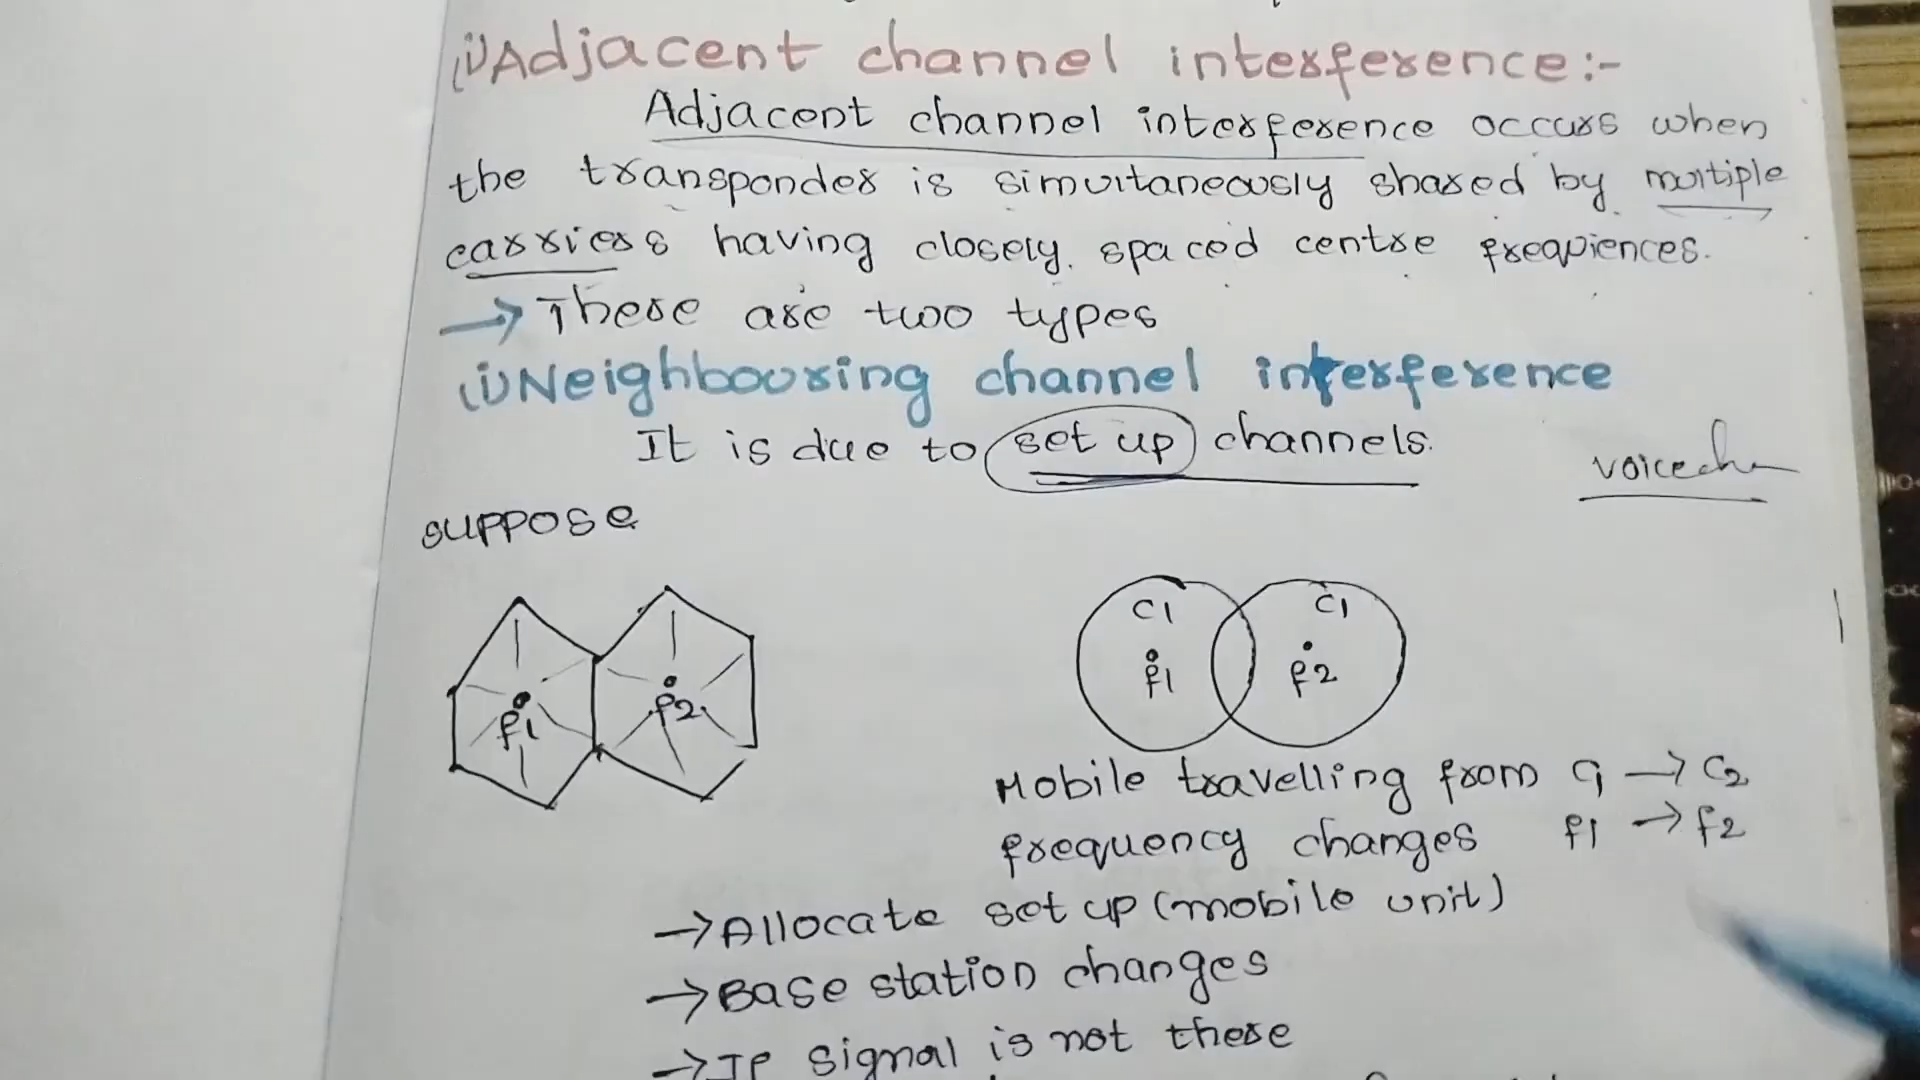 (i) Adjacent channel interference:-
Adjacent channel interference occurs when
the transponder is simultaneously shared by multiple
carriers having closely spaced centre freqviences.
→ There are two types
(i) Neighbouring channel interference
It is due to set up channels.
voice ch
suppose
f1 f2
C1 C1
f1 f2
Mobile travelling from C1 → C2
frequency changes f1 → f2
→ Allocate set up (mobile unit)
→ Base station changes
→ If signal is not there